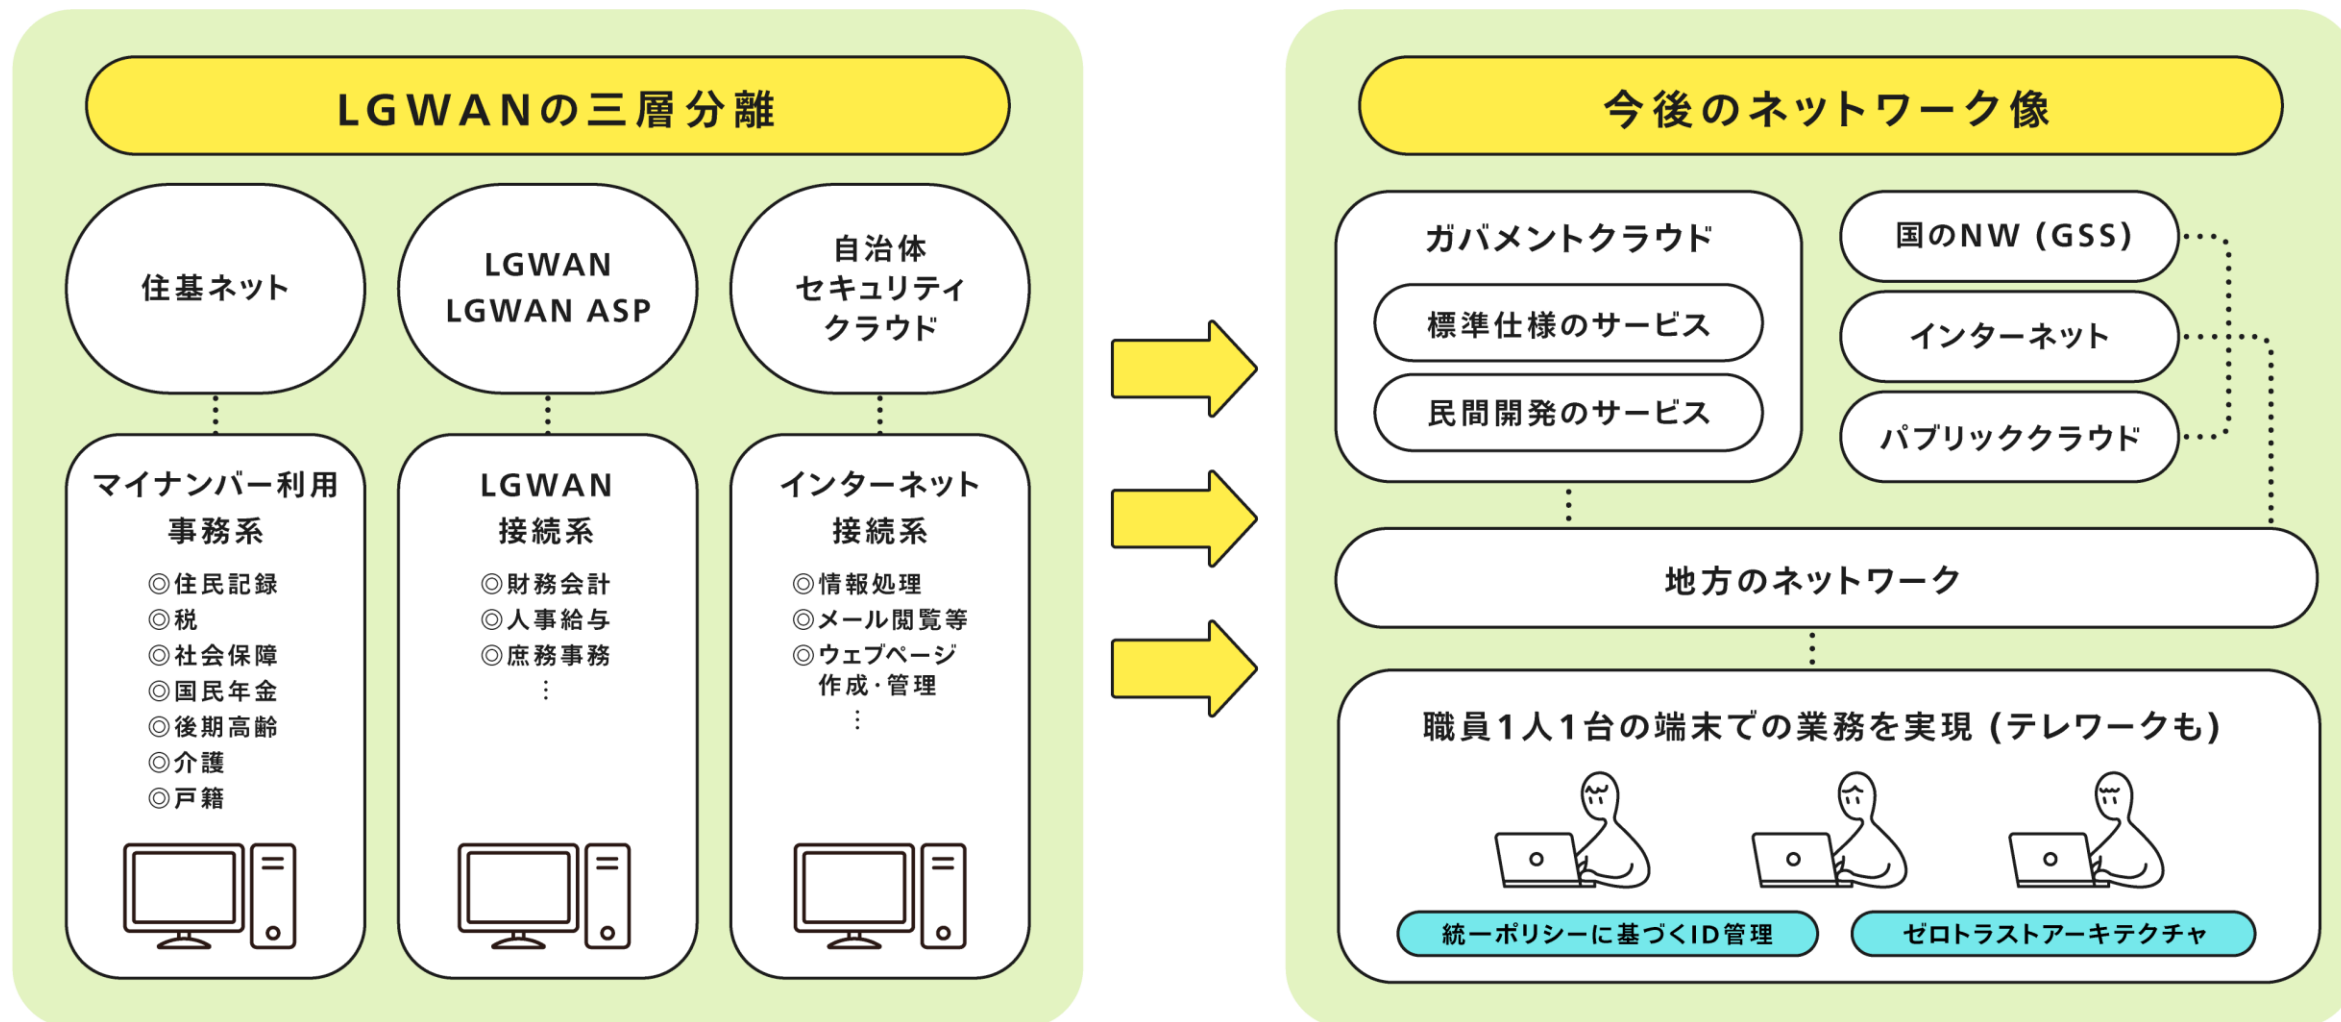 LGWANの三層分離
住基ネット
LGWAN
LGWAN ASP
自治体
セキュリティ
クラウド
マイナンバー利用
事務系
◎住民記録
◎税
◎社会保障
◎国民年金
◎後期高齢
◎介護
◎戸籍
LGWAN
接続系
◎財務会計
◎人事給与
◎庶務事務
⋮
インターネット
接続系
◎情報処理
◎メール閲覧等
◎ウェブページ
作成・管理
⋮
今後のネットワーク像
ガバメントクラウド
標準仕様のサービス
民間開発のサービス
国のNW (GSS)
インターネット
パブリッククラウド
地方のネットワーク
職員1人1台の端末での業務を実現 (テレワークも)
統一ポリシーに基づくID管理
ゼロトラストアーキテクチャ